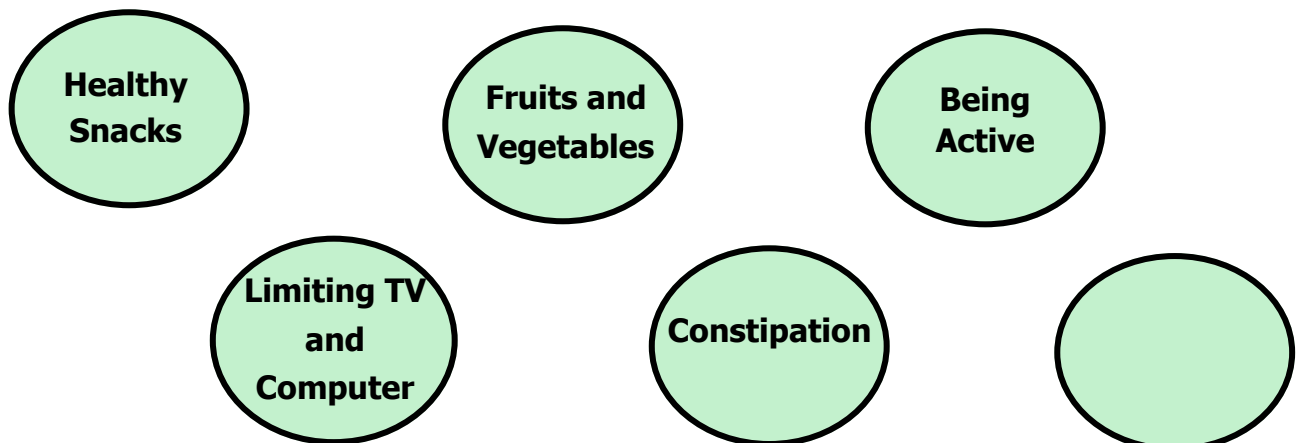 Healthy
Snacks
Fruits and
Vegetables
Being
Active
Limiting TV
and
Computer
Constipation